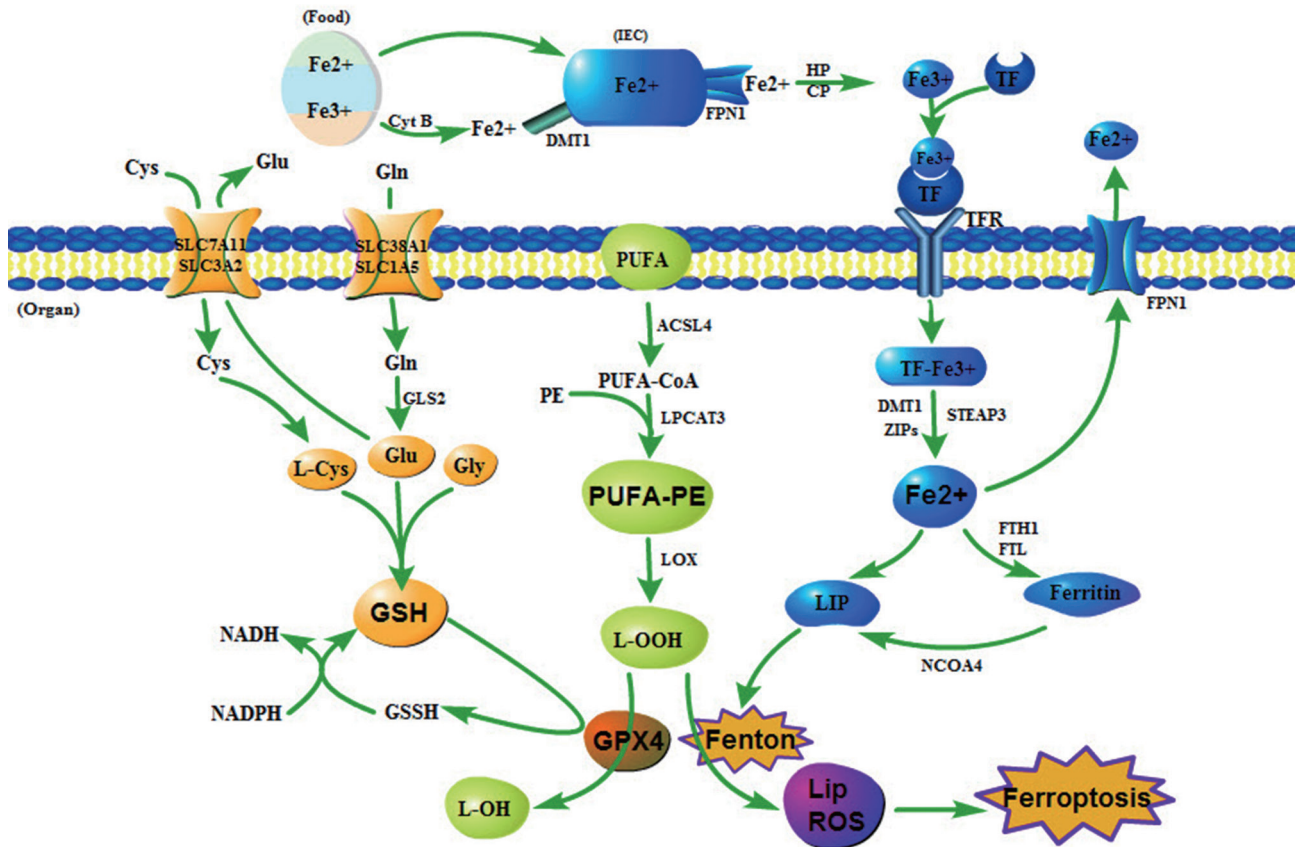 (Food)
Fe2+
Fe3+
Cyt B
Fe2+
DMT1
(IEC)
Fe2+
FPN1
Fe2+
HP
CP
Fe3+
TF
Fe3+
TF
TFR
Fe2+
FPN1
Cys
Glu
Gln
SLC7A11
SLC3A2
SLC38A1
SLC1A5
PUFA
(Organ)
Cys
Gln
GLS2
L-Cys
Glu
Gly
GSH
NADH
NADPH
GSSH
ACSL4
PUFA-CoA
PE
LPCAT3
PUFA-PE
LOX
L-OOH
GPX4
L-OH
TF-Fe3+
DMT1
ZIPs
STEAP3
Fe2+
FTH1
FTL
LIP
Ferritin
NCOA4
Fenton
Lip
ROS
Ferroptosis